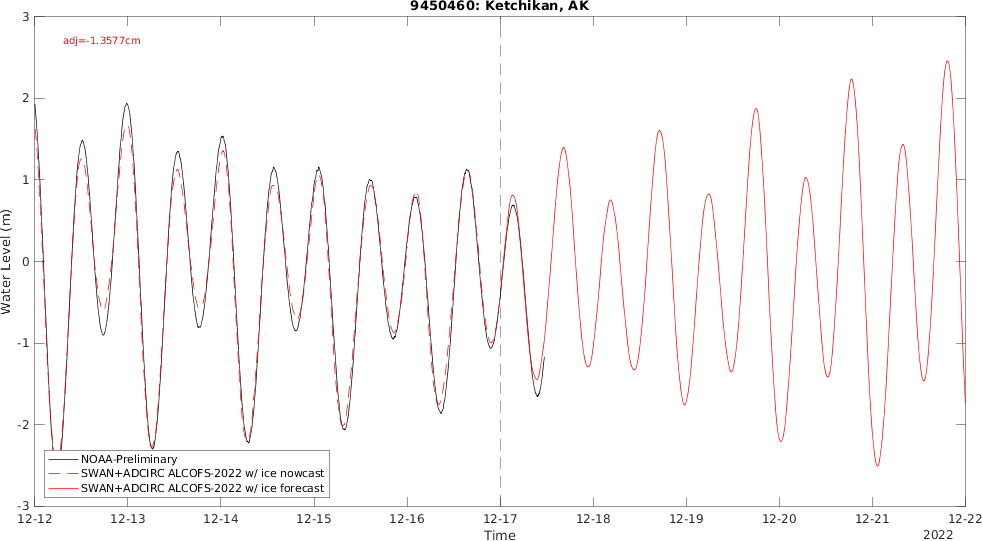 9450460: Ketchikan, AK
adj=-1.3577cm
3
2
1
0
-1
-2
-3
Water Level (m)
NOAA-Preliminary
SWAN+ADCIRC ALCOFS-2022 w/ ice nowcast
SWAN+ADCIRC ALCOFS-2022 w/ ice forecast
12-12 12-13 12-14 12-15 12-16 12-17 12-18 12-19 12-20 12-21 12-22
Time
2022